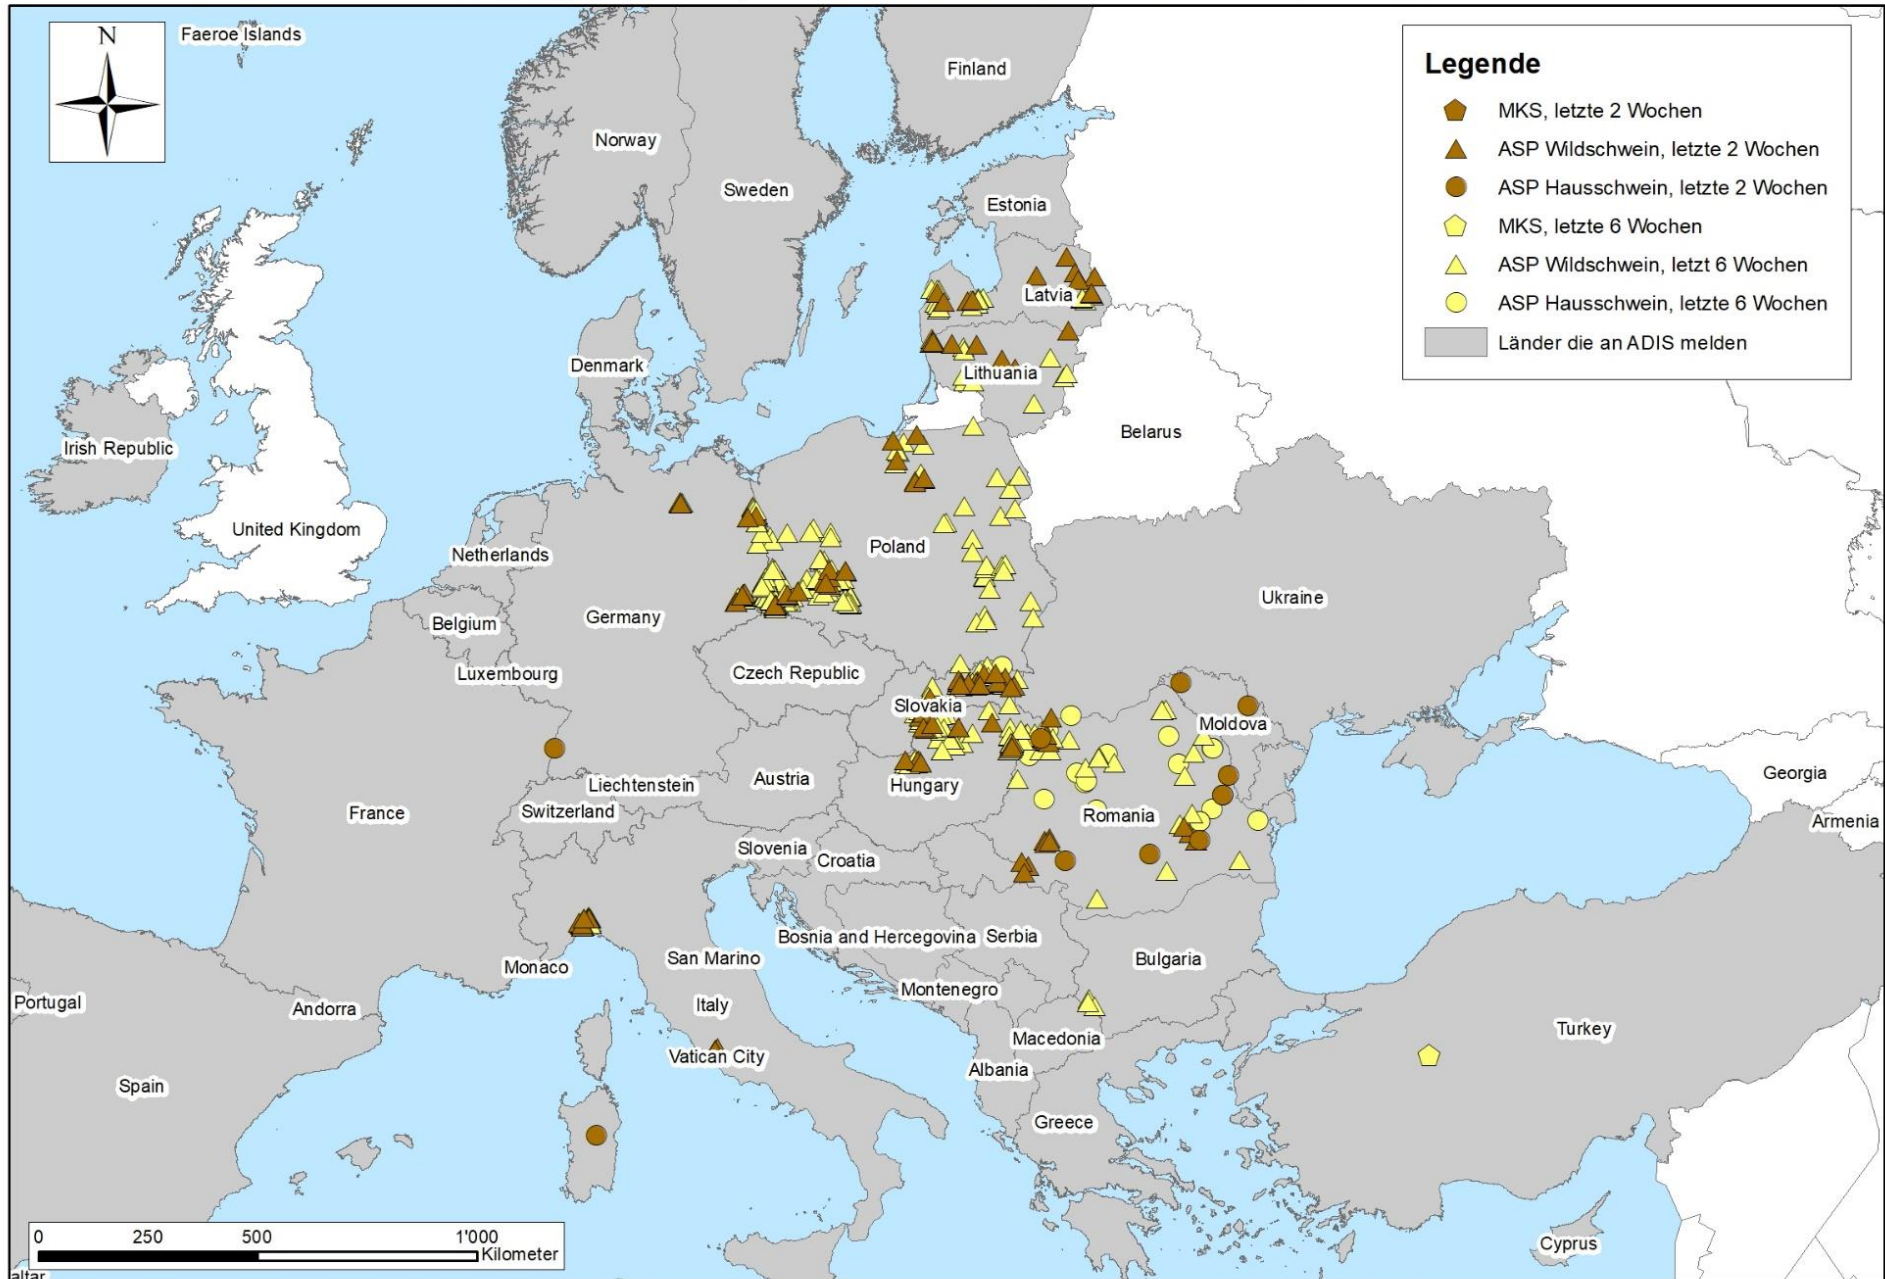 N
Faeroe Islands
Finland
Norway
Sweden
Estonia
Latvia
Denmark
Lithuania
Irish Republic
Belarus
United Kingdom
Netherlands
Poland
Ukraine
Germany
Belgium
Luxembourg
Czech Republic
Slovakia
Moldova
Liechtenstein
Austria
Hungary
Georgia
France
Switzerland
Romania
Armenia
Slovenia
Croatia
Bosnia and Hercegovina
Serbia
San Marino
Bulgaria
Monaco
Montenegro
Portugal
Andorra
Italy
Macedonia
Turkey
Vatican City
Albania
Spain
Greece
Cyprus
Legende
MKS, letzte 2 Wochen
ASP Wildschwein, letzte 2 Wochen
ASP Hausschwein, letzte 2 Wochen
MKS, letzte 6 Wochen
ASP Wildschwein, letzt 6 Wochen
ASP Hausschwein, letzte 6 Wochen
Länder die an ADIS melden
0 250 500 1'000
Kilometer
altar